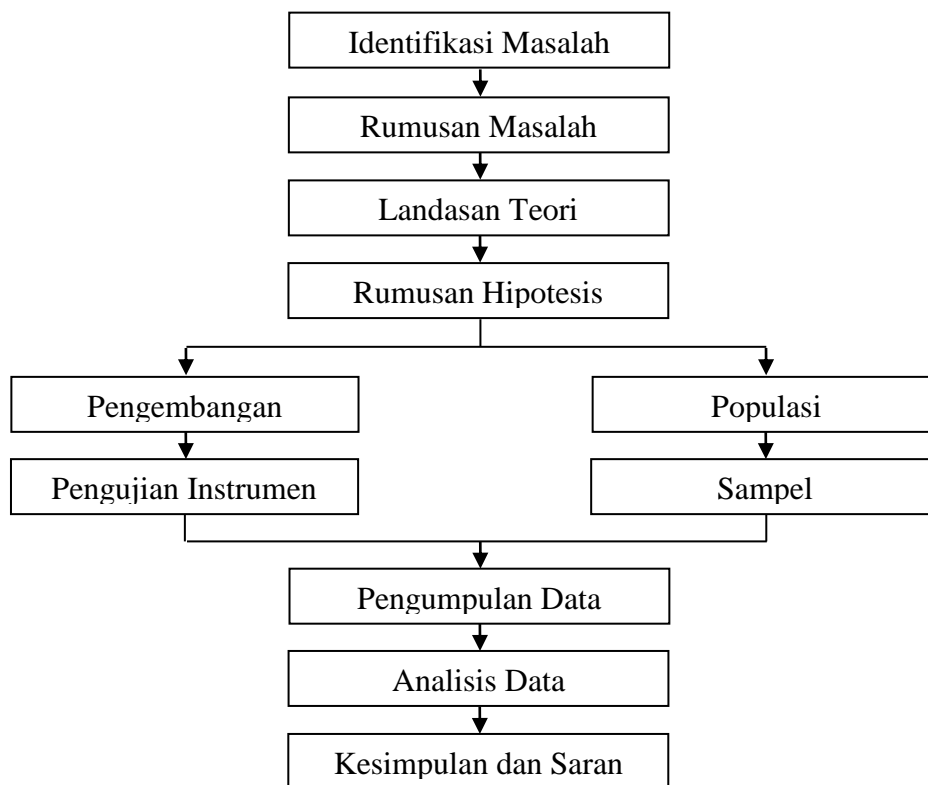 Identifikasi Masalah
Rumusan Masalah
Landasan Teori
Rumusan Hipotesis
Pengembangan
Populasi
Pengujian Instrumen
Sampel
Pengumpulan Data
Analisis Data
Kesimpulan dan Saran